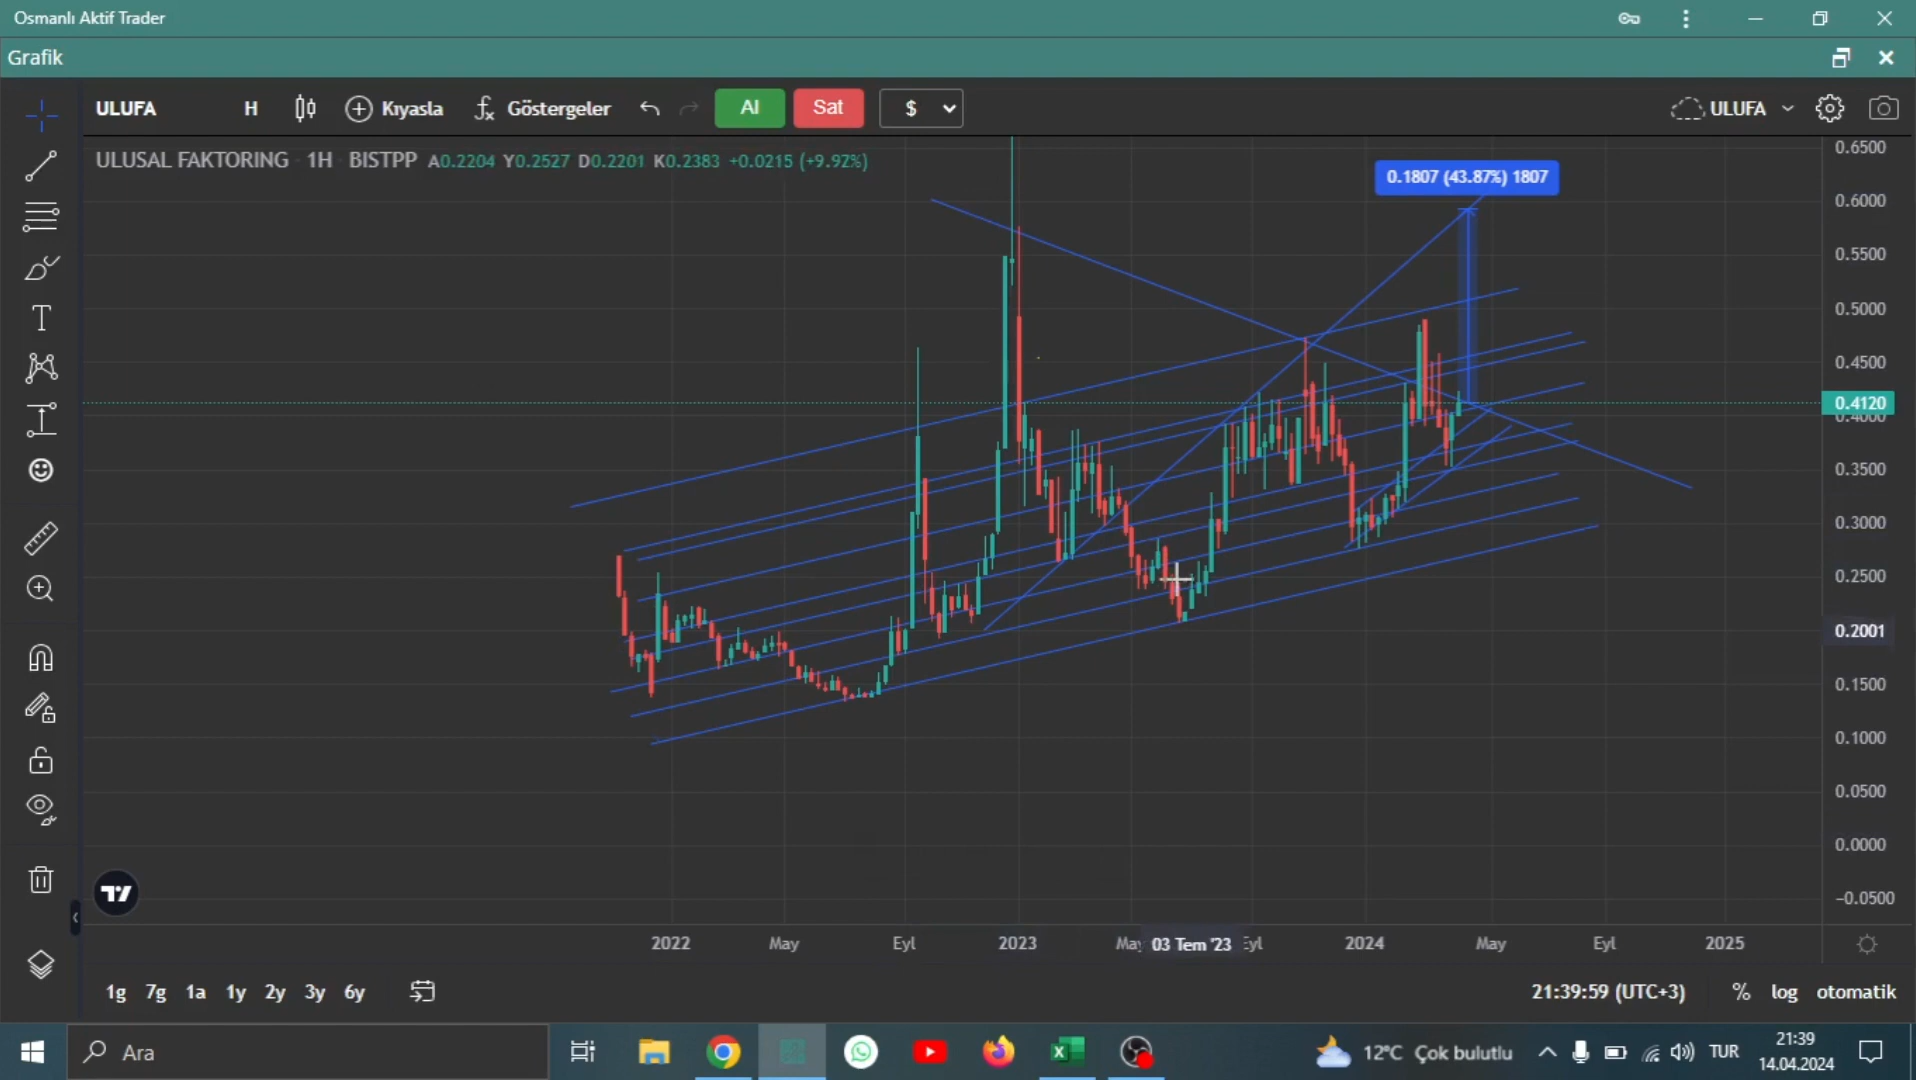 Osmanlı Aktif Trader
Grafik
ULUFA H Kıyasla Göstergeler Al Sat $ ULUFA
ULUSAL FAKTORING 1H BISTPP A0.2204 Y0.2527 D0.2201 K0.2383 +0.0215 (+9.92%)
0.1807 (43.87%) 1807
0.6500
0.6000
0.5500
0.5000
0.4500
0.4120
0.4000
0.3500
0.3000
0.2500
0.2001
0.1500
0.1000
0.0500
0.0000
-0.0500
2022 May Eyl 2023 May 03 Tem '23 Eyl 2024 May Eyl 2025
1g 7g 1a 1y 2y 3y 6y 21:39:59 (UTC+3) % log otomatik
Ara 12°C Çok bulutlu TUR 21:39
14.04.2024